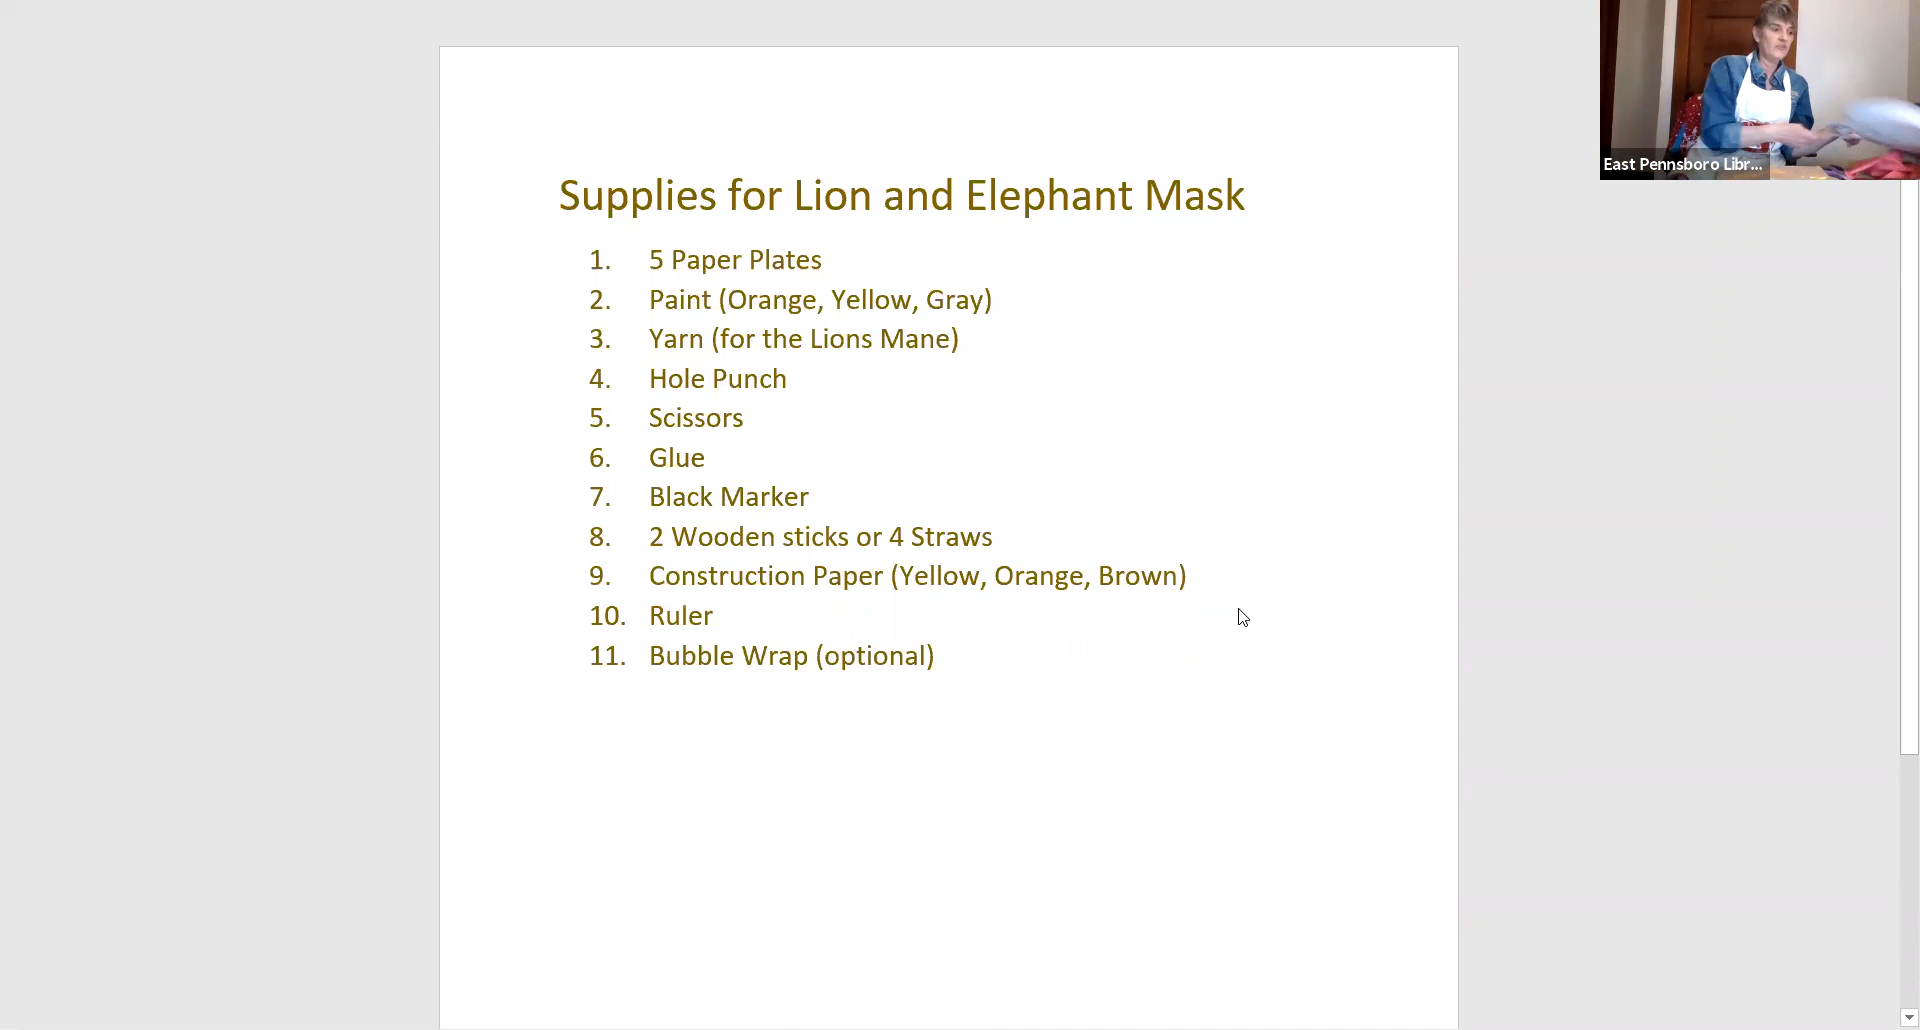 East Pennsboro Libr...
Supplies for Lion and Elephant Mask
1. 5 Paper Plates
2. Paint (Orange, Yellow, Gray)
3. Yarn (for the Lions Mane)
4. Hole Punch
5. Scissors
6. Glue
7. Black Marker
8. 2 Wooden sticks or 4 Straws
9. Construction Paper (Yellow, Orange, Brown)
10. Ruler
11. Bubble Wrap (optional)